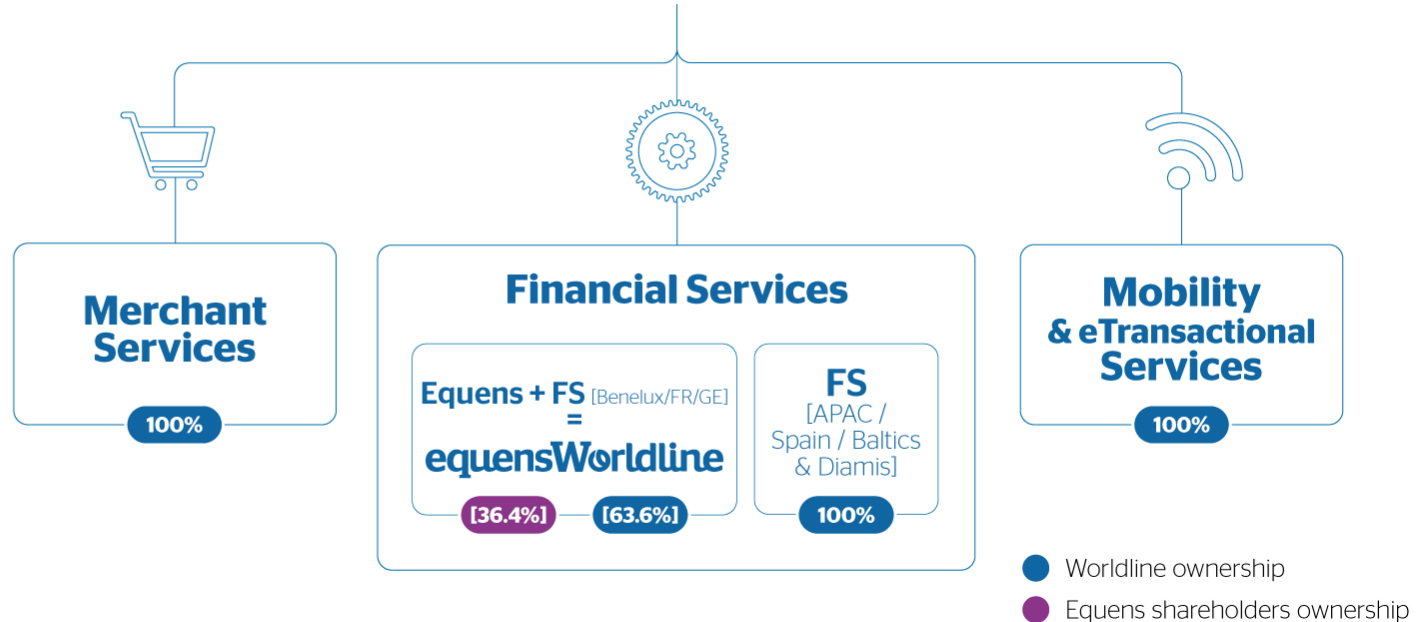 Merchant
Services
100%
Financial Services
Equens + FS [Benelux/FR/GE]
=
equensWorldline
[36.4%]
[63.6%]
FS
[APAC /
Spain / Baltics
& Diamis]
100%
Mobility
& eTransactional
Services
100%
Worldline ownership
Equens shareholders ownership